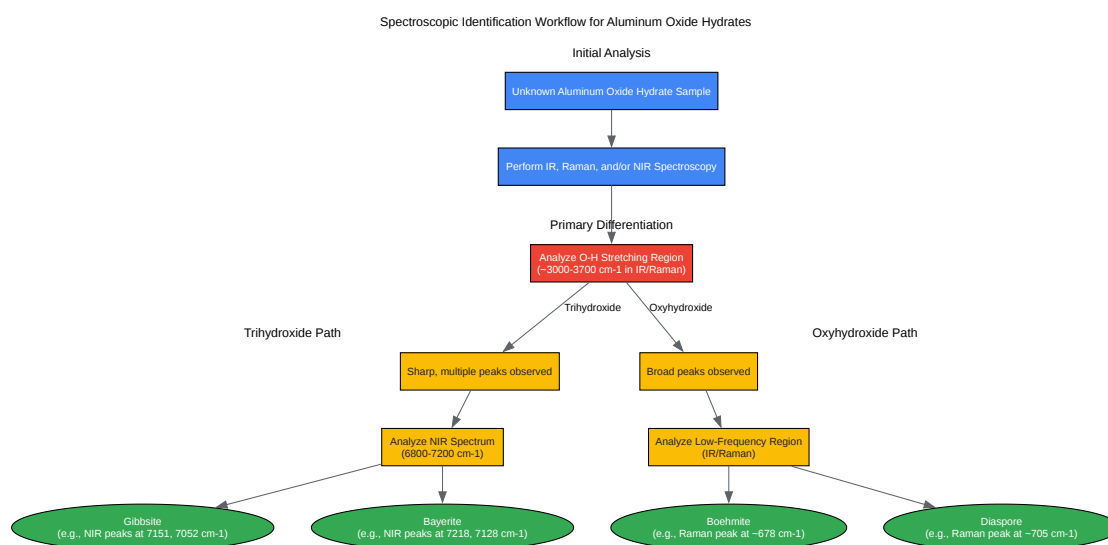 Spectroscopic Identification Workflow for Aluminum Oxide Hydrates
Initial Analysis
Unknown Aluminum Oxide Hydrate Sample
Perform IR, Raman, and/or NIR Spectroscopy
Primary Differentiation
Analyze O-H Stretching Region
(~3000-3700 cm-1 in IR/Raman)
Trihydroxide
Oxyhydroxide
Trihydroxide Path
Oxyhydroxide Path
Sharp, multiple peaks observed
Broad peaks observed
Analyze NIR Spectrum
(6800-7200 cm-1)
Analyze Low-Frequency Region
(IR/Raman)
Gibbsite
(e.g., NIR peaks at 7151, 7052 cm-1)
Bayerite
(e.g., NIR peaks at 7218, 7128 cm-1)
Boehmite
(e.g., Raman peak at ~678 cm-1)
Diaspore
(e.g., Raman peak at ~705 cm-1)